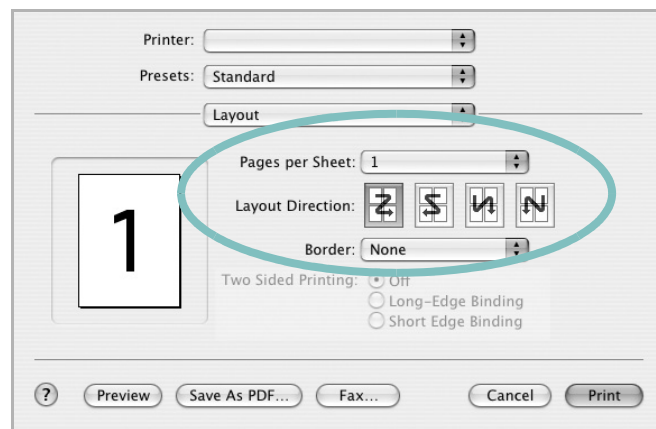 Printer:
Presets: Standard
Layout
Pages per Sheet: 1
Layout Direction:
1
Border: None
Two Sided Printing: Off
Long-Edge Binding
Short Edge Binding
? Preview Save As PDF... Fax... Cancel Print